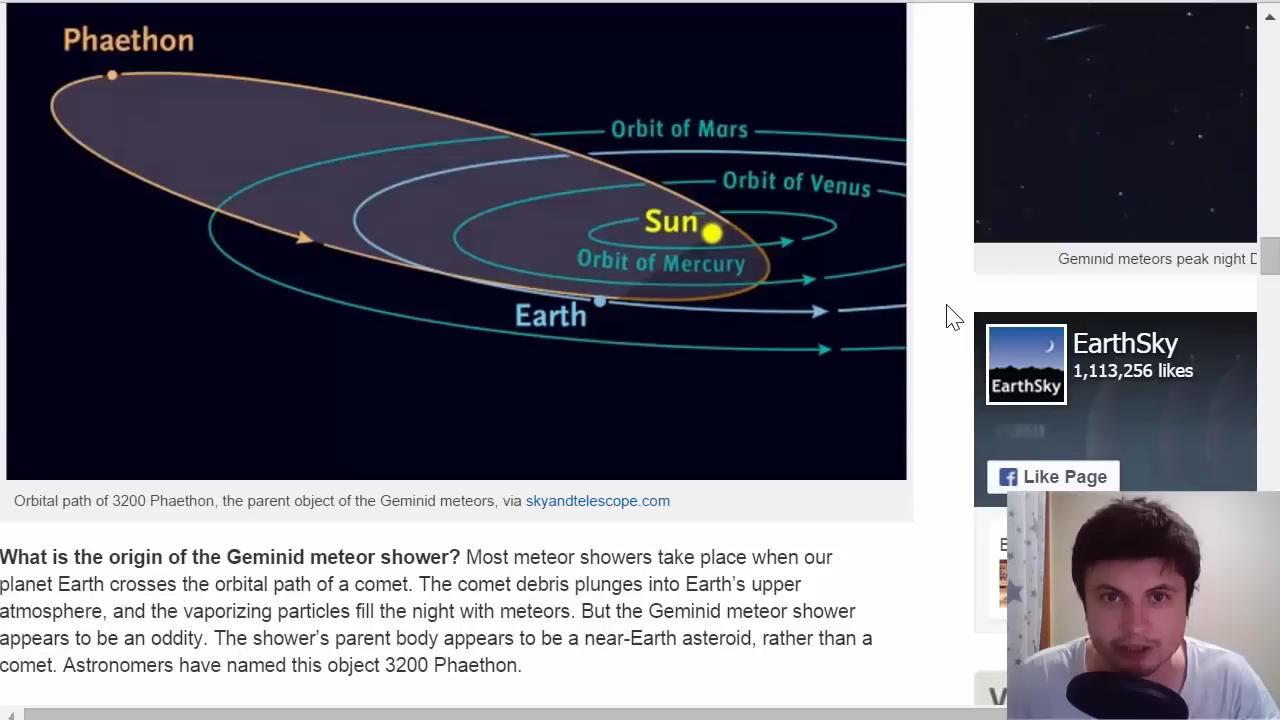 Phaethon
Orbit of Mars
Orbit of Venus
Sun
Orbit of Mercury
Earth
Orbital path of 3200 Phaethon, the parent object of the Geminid meteors, via skyandtelescope.com
What is the origin of the Geminid meteor shower? Most meteor showers take place when our
planet Earth crosses the orbital path of a comet. The comet debris plunges into Earth's upper
atmosphere, and the vaporizing particles fill the night with meteors. But the Geminid meteor shower
appears to be an oddity. The shower's parent body appears to be a near-Earth asteroid, rather than a
comet. Astronomers have named this object 3200 Phaethon.
Geminid meteors peak night D
EarthSky
1,113,256 likes
EarthSky
Like Page